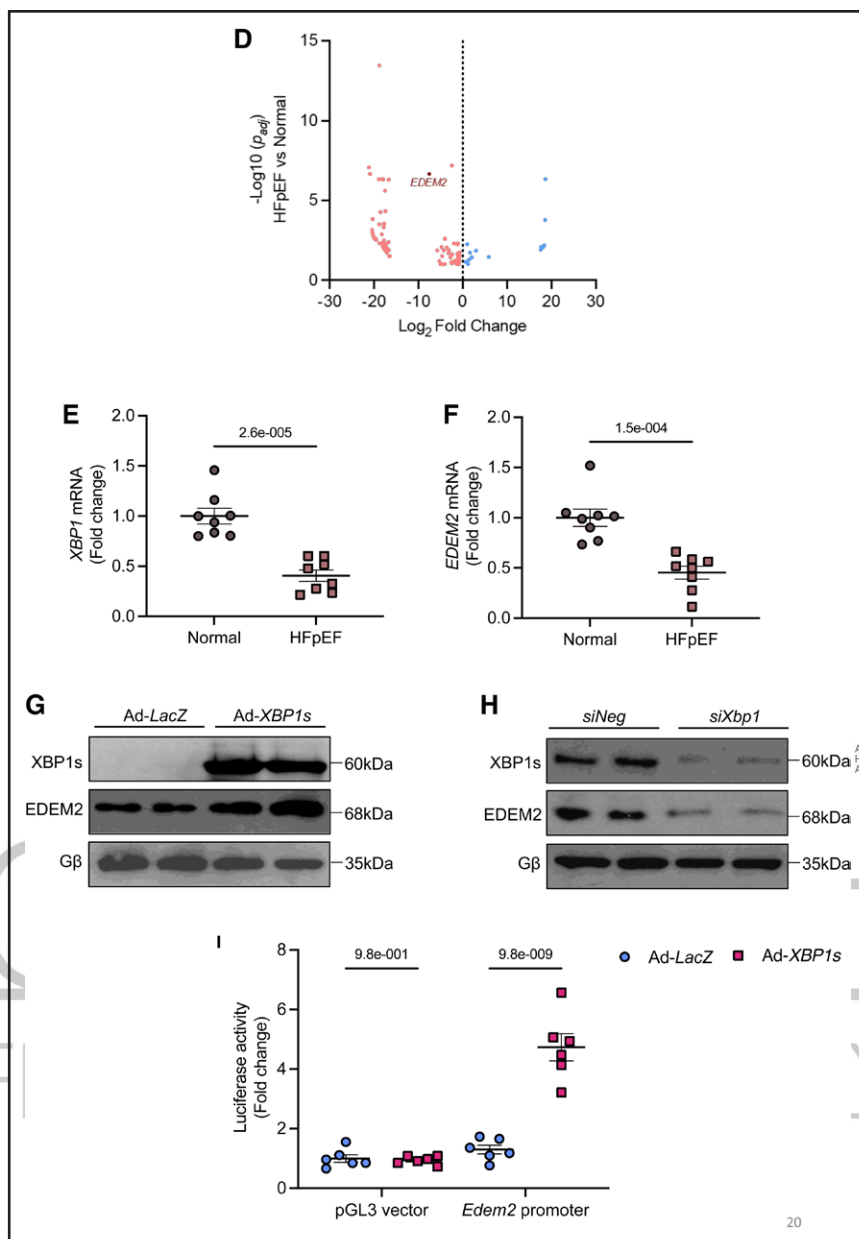 D
15
10
5
0
-Log10 (padj)
HFpEF vs Normal
EDEM2
-30 -20 -10 0 10 20 30
Log2 Fold Change
E
2.0
1.5
1.0
0.5
0.0
XBP1 mRNA
(Fold change)
2.6e-005
Normal HFpEF
F
2.0
1.5
1.0
0.5
0.0
EDEM2 mRNA
(Fold change)
1.5e-004
Normal HFpEF
G
Ad-LacZ Ad-XBP1s
XBP1s 60kDa
EDEM2 68kDa
Gβ 35kDa
H
siNeg siXbp1
XBP1s 60kDa
EDEM2 68kDa
Gβ 35kDa
I
8
6
4
2
0
Luciferase activity
(Fold change)
9.8e-001 9.8e-009
Ad-LacZ Ad-XBP1s
pGL3 vector Edem2 promoter
20